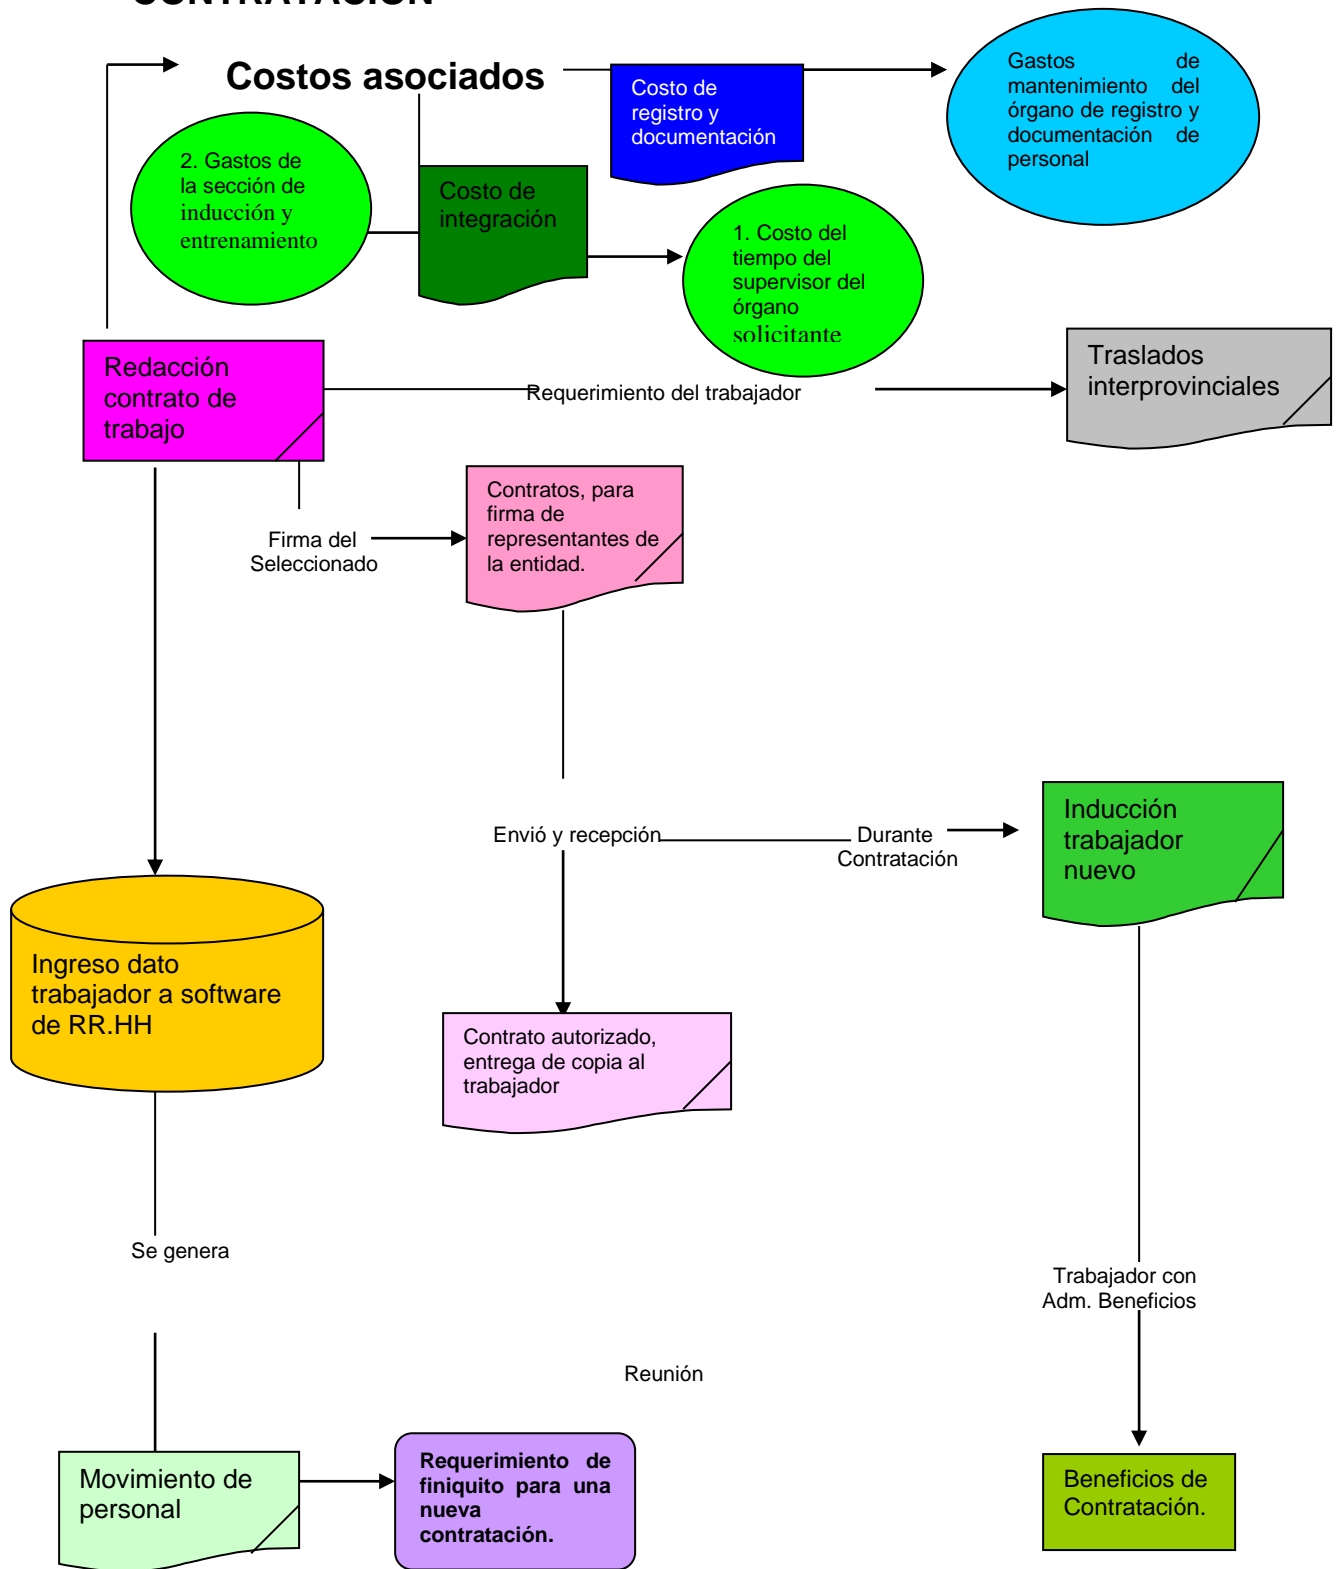 CONTRATACIÓN
Costos asociados
Costo de
registro y
documentación
Gastos de
mantenimiento del
órgano de registro y
documentación de
personal
2. Gastos de
la sección de
inducción y
entrenamiento
Costo de
integración
1. Costo del
tiempo del
supervisor del
órgano
solicitante
Redacción
contrato de
trabajo
Requerimiento del trabajador
Traslados
interprovinciales
Firma del
Seleccionado
Contratos, para
firma de
representantes de
la entidad.
Envió y recepción
Durante
Contratación
Inducción
trabajador
nuevo
Ingreso dato
trabajador a software
de RR.HH
Contrato autorizado,
entrega de copia al
trabajador
Se genera
Trabajador con
Adm. Beneficios
Reunión
Movimiento de
personal
Requerimiento de
finiquito para una
nueva
contratación.
Beneficios de
Contratación.